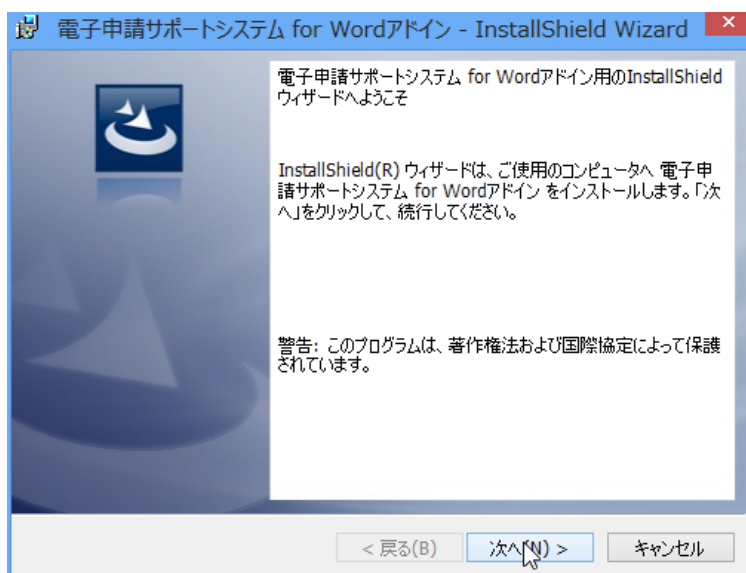 電子申請サポートシステム for Wordアドイン - InstallShield Wizard
電子申請サポートシステム for Wordアドイン用のInstallShield
ウィザードへようこそ
InstallShield(R) ウィザードは、ご使用のコンピュータへ 電子申
請サポートシステム for Wordアドイン をインストールします。「次
へ」をクリックして、続行してください。
警告: このプログラムは、著作権法および国際協定によって保護
されています。
< 戻る(B)
次へ(N) >
キャンセル